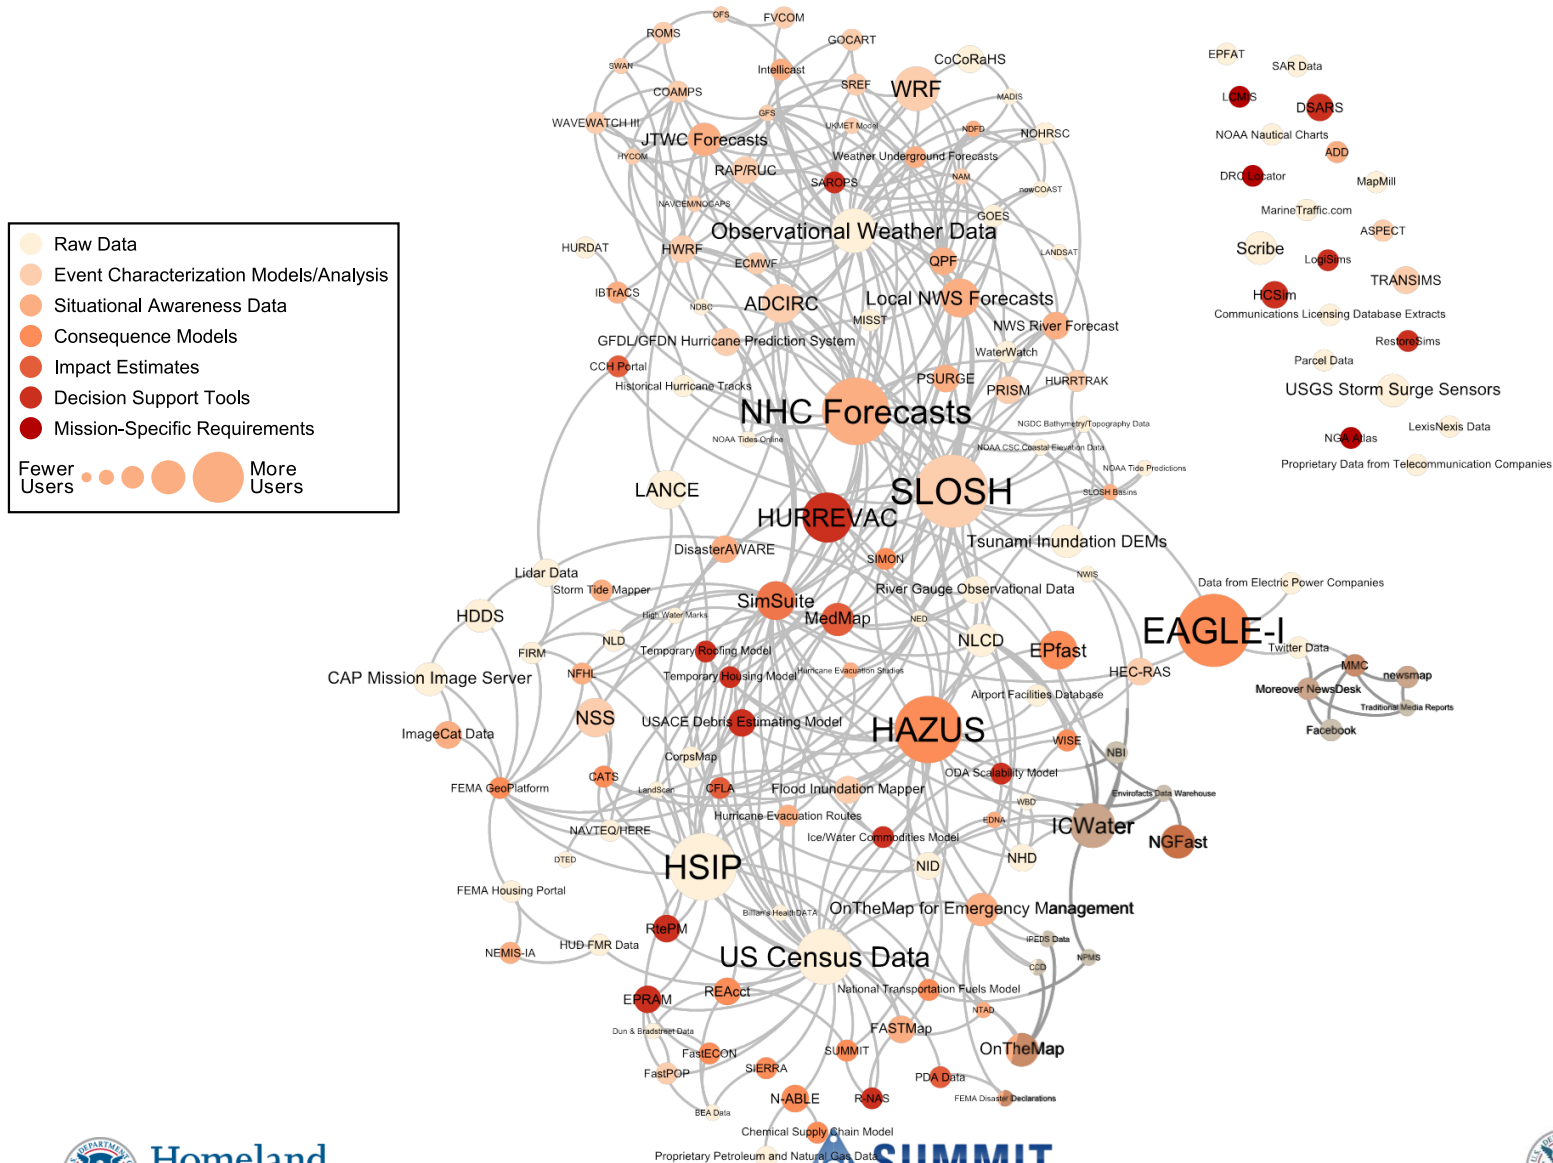 OFS
FVCOM
ROMS
GOCART
SWAN
Intellicast
CoCoRaHS
EPFAT
SAR Data
COAMPS
SREF
WRF
MADIS
LCMIS
DSARS
GFS
WAVEWATCH III
UKMET Model
NDFD
NOHRSC
NOAA Nautical Charts
JTWC Forecasts
HYCOM
Weather Underground Forecasts
ADD
RAP/RUC
SAROPS
NAM
nowCOAST
DRC Locator
MapMill
NAVGEM/NOGAPS
GOES
MarineTraffic.com
Observational Weather Data
ASPECT
Raw Data
HURDAT
HWRF
ECMWF
QPF
LANDSAT
Scribe
LogiSims
Event Characterization Models/Analysis
Situational Awareness Data
IBTrACS
NDBC
ADCIRC
Local NWS Forecasts
HCSim
TRANSIMS
MISST
NWS River Forecast
Communications Licensing Database Extracts
Consequence Models
GFDL/GFDN Hurricane Prediction System
WaterWatch
RestoreSims
Impact Estimates
CCH Portal
Historical Hurricane Tracks
PSURGE
PRISM
HURRTRAK
Parcel Data
Decision Support Tools
USGS Storm Surge Sensors
Mission-Specific Requirements
NHC Forecasts
NGDC Bathymetry/Topography Data
LexisNexis Data
NOAA Tides Online
NOAA CSC Coastal Elevation Data
NGA Atlas
Fewer
Users
More
Users
NOAA Tide Predictions
Proprietary Data from Telecommunication Companies
LANCE
SLOSH
SLOSH Basins
HURREVAC
DisasterAWARE
SIMON
Tsunami Inundation DEMs
Lidar Data
NWIS
Data from Electric Power Companies
Storm Tide Mapper
SimSuite
River Gauge Observational Data
HDDS
High Water Marks
MedMap
NED
EAGLE-I
NLD
NLCD
EPfast
Twitter Data
FIRM
Temporary Roofing Model
MMC
CAP Mission Image Server
NFHL
Temporary Housing Model
Hurricane Evacuation Studies
HEC-RAS
newsmap
Moreover NewsDesk
Airport Facilities Database
Traditional Media Reports
NSS
USACE Debris Estimating Model
HAZUS
Facebook
ImageCat Data
WISE
NBI
CorpsMap
CATS
ODA Scalability Model
FEMA GeoPlatform
LandScan
CFLA
Flood Inundation Mapper
Envirofacts Data Warehouse
WBD
Hurricane Evacuation Routes
EDNA
ICWater
NAVTEQ/HERE
Ice/Water Commodities Model
NGFast
DTED
HSIP
NID
NHD
FEMA Housing Portal
Billian's HealthDATA
OnTheMap for Emergency Management
RtePM
NEMIS-IA
HUD FMR Data
IPEDS Data
US Census Data
CCD
NPMS
EPRAM
REAcct
National Transportation Fuels Model
NTAD
Dun & Bradstreet Data
FASTMap
FastECON
SUMMIT
OnTheMap
FastPOP
SIERRA
PDA Data
N-ABLE
R-NAS
FEMA Disaster Declarations
BEA Data
Chemical Supply Chain Model
Proprietary Petroleum and Natural Gas Data
Homeland
SUMMIT